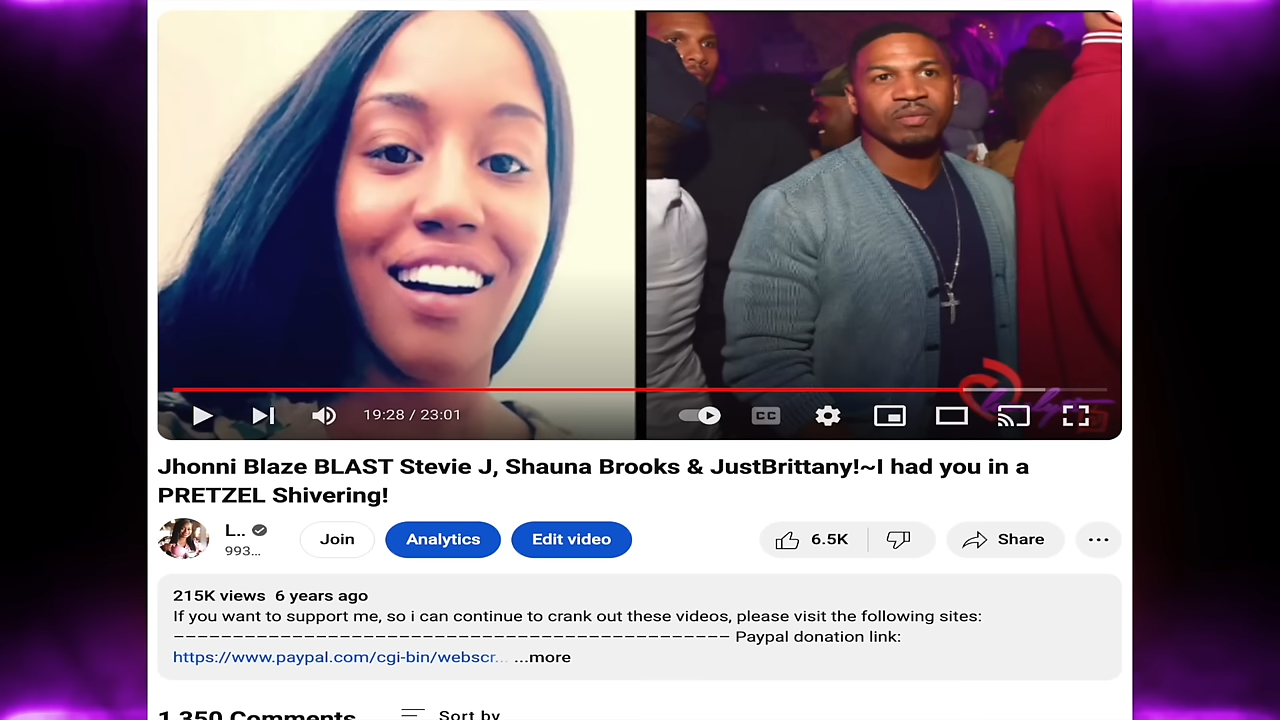 CC
19:28 / 23:01
Jhonni Blaze BLAST Stevie J, Shauna Brooks & JustBrittany!~I had you in a
PRETZEL Shivering!
L..
993...
Join
Analytics
Edit video
6.5K
Share
215K views 6 years ago
If you want to support me, so i can continue to crank out these videos, please visit the following sites:
−−−−−−−−−−−−−−−−−−−−−−−−−−−−−−−−−−−−−−−−−−−−−−− Paypal donation link:
https://www.paypal.com/cgi-bin/webscr... ...more
1,350 Comments
Sort by